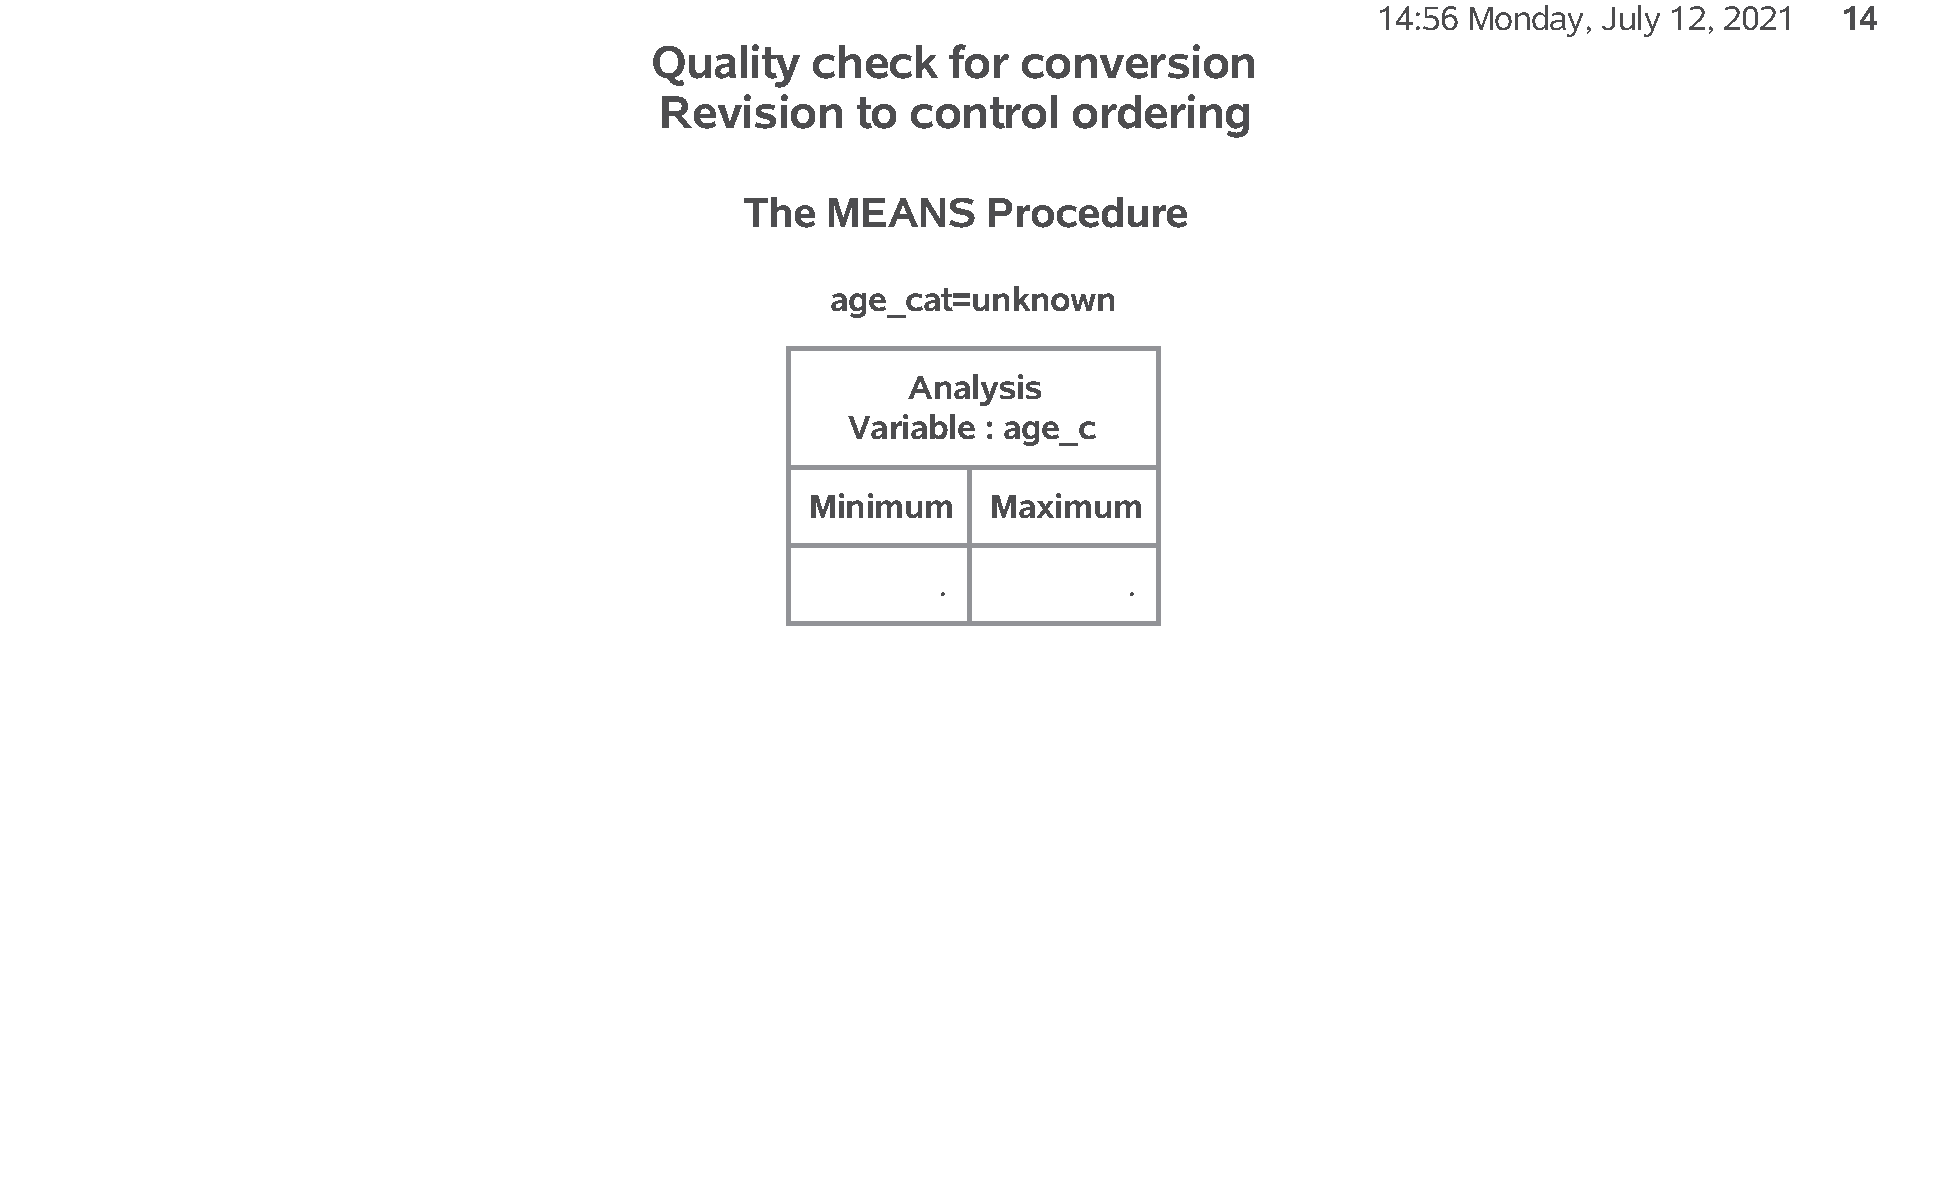 14:56 Monday, July 12, 2021 14
Quality check for conversion
Revision to control ordering
The MEANS Procedure
age_cat=unknown
Analysis
Variable : age_c
Minimum Maximum
. .